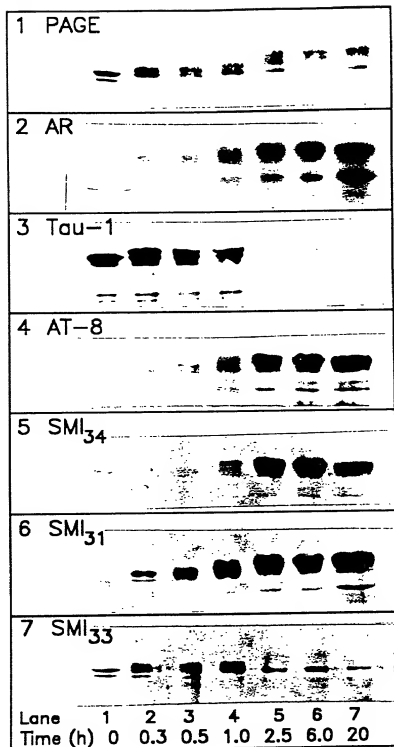 1 PAGE
2 AR
3 Tau-1
4 AT-8
5 SMI34
6 SMI31
7 SMI33
Lane 1 2 3 4 5 6 7
Time (h) 0 0.3 0.5 1.0 2.5 6.0 20